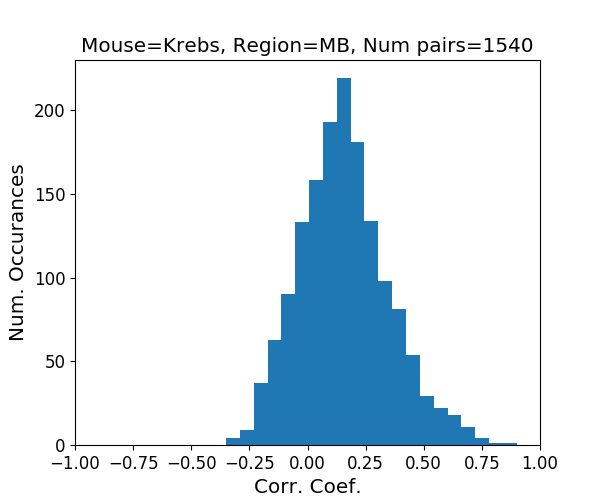 Mouse=Krebs, Region=MB, Num pairs=1540
200
150
100
50
0
Num. Occurances
−1.00 −0.75 −0.50 −0.25 0.00 0.25 0.50 0.75 1.00
Corr. Coef.